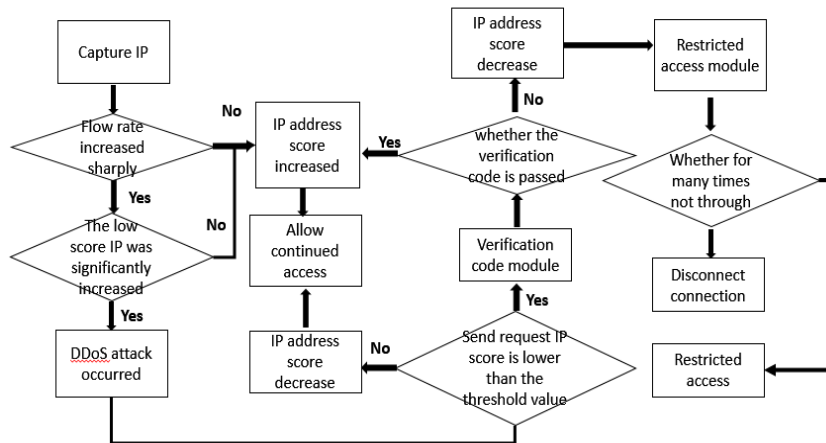 Capture IP
Flow rate
increased
sharply
No
Yes
The low
score IP was
significantly
increased
No
Yes
DDoS attack
occurred
IP address
score
increased
Allow
continued
access
IP address
score
decrease
No
Send request IP
score is lower
than the
threshold value
Yes
Verification
code module
whether the
verification
code is passed
Yes
No
IP address
score
decrease
Restricted
access module
Whether for
many times
not through
Disconnect
connection
Restricted
access